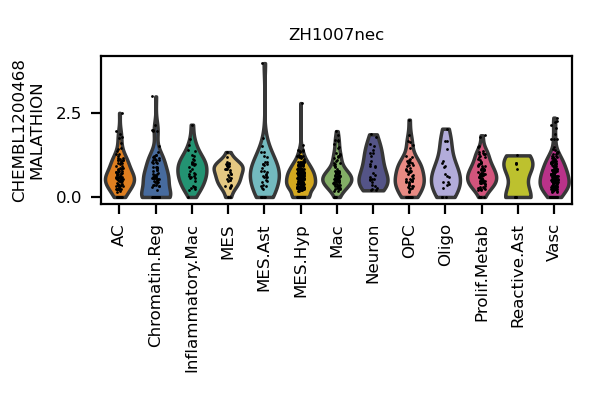 ZH1007nec
CHEMBL1200468
MALATHION
2.5
0.0
AC
Chromatin.Reg
Inflammatory.Mac
MES
MES.Ast
MES.Hyp
Mac
Neuron
OPC
Oligo
Prolif.Metab
Reactive.Ast
Vasc